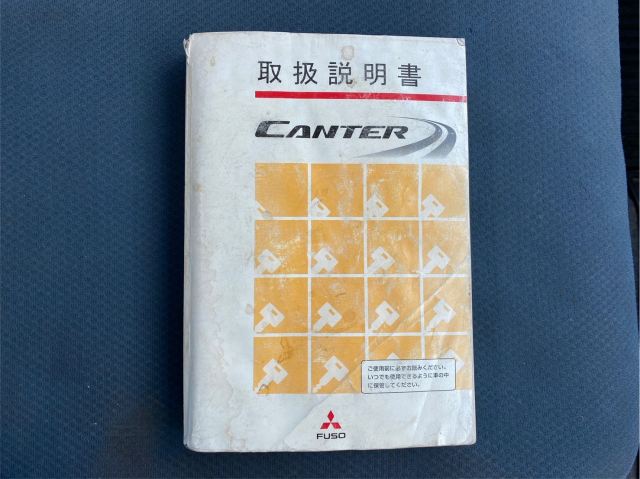 取扱説明書
CANTER
ご使用前に必ずお読みください。
いつでも使用できるように車の中
に保管してください。
FUSO